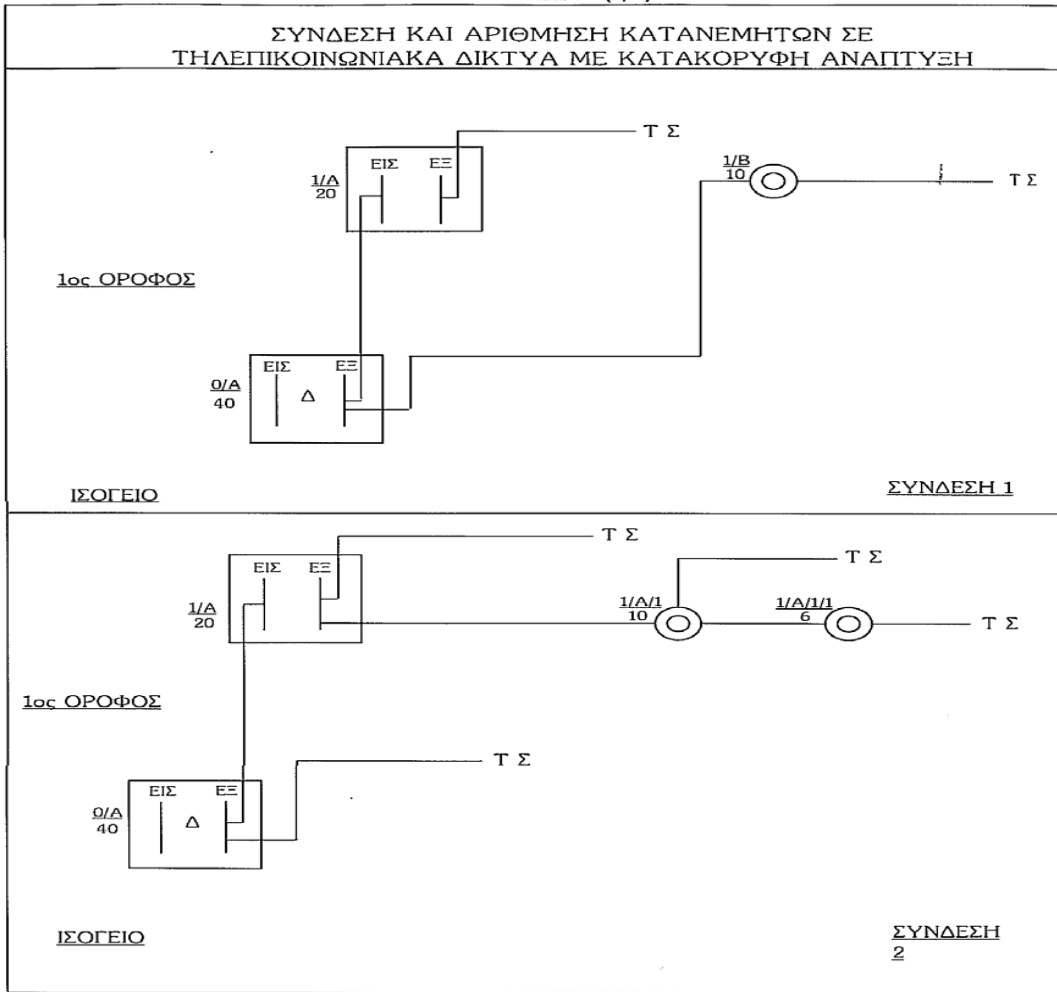 ΣΥΝΔΕΣΗ ΚΑΙ ΑΡΙΘΜΗΣΗ ΚΑΤΑΝΕΜΗΤΩΝ ΣΕ
ΤΗΛΕΠΙΚΟΙΝΩΝΙΑΚΑ ΔΙΚΤΥΑ ΜΕ ΚΑΤΑΚΟΡΥΦΗ ΑΝΑΠΤΥΞΗ
Τ Σ
ΕΙΣ ΕΞ
1/Α
20
1/Β
10
Τ Σ
1ος ΟΡΟΦΟΣ
ΕΙΣ ΕΞ
0/Α
40
Δ
ΙΣΟΓΕΙΟ
ΣΥΝΔΕΣΗ 1
Τ Σ
ΕΙΣ ΕΞ
1/Α
20
Τ Σ
1/Α/1
10
1/Α/1/1
6
Τ Σ
1ος ΟΡΟΦΟΣ
Τ Σ
ΕΙΣ ΕΞ
0/Α
40
Δ
ΙΣΟΓΕΙΟ
ΣΥΝΔΕΣΗ
2